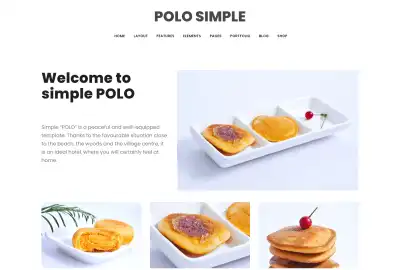 POLO SIMPLE
HOME LAYOUT FEATURES ELEMENTS PAGES PORTFOLIO BLOG SHOP
Welcome to
simple POLO
Simple "POLO" is a peaceful and well-equipped
template. Thanks to the favourable situation close
to the beach, the woods and the village centre, it
is an ideal hotel, where you will certainly feel at
home.